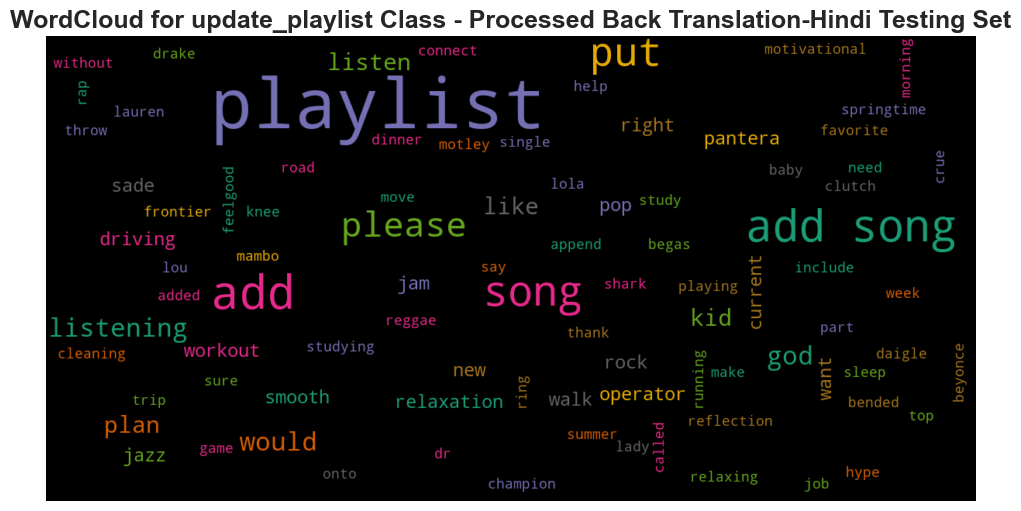 WordCloud for update_playlist Class - Processed Back Translation-Hindi Testing Set
without
drake
listen
connect
put
motivational
morning
rap
lauren
throw
playlist
help
springtime
dinner
motley
single
right
pantera
favorite
crue
road
sade
feelgood
frontier
knee
move
lola
like
pop
study
baby
need
clutch
driving
please
append
begas
add song
mambo
lou
added
add
jam
say
song
shark
playing
current
include
week
listening
reggae
thank
kid
part
cleaning
workout
studying
new
rock
running
god
make
want
daigle
sleep
beyonce
sure
trip
smooth
relaxation
ring
walk
operator
reflection
bended
top
plan
jazz
game
would
dr
summer
lady
called
onto
champion
relaxing
job
hype